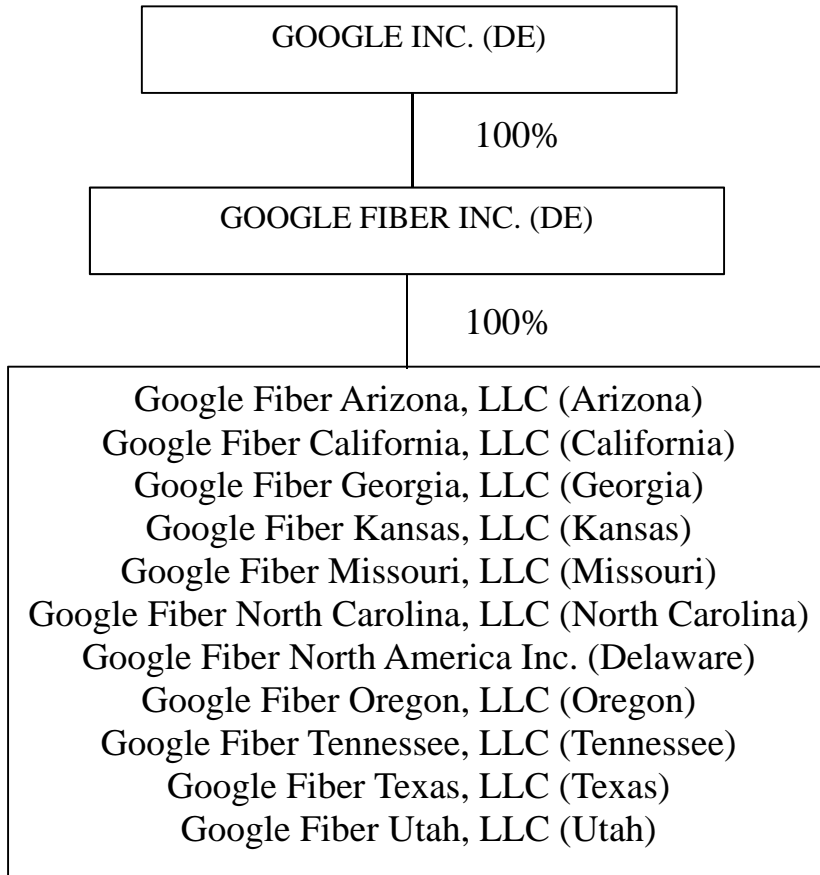 GOOGLE INC. (DE)
100%
GOOGLE FIBER INC. (DE)
100%
Google Fiber Arizona, LLC (Arizona)
Google Fiber California, LLC (California)
Google Fiber Georgia, LLC (Georgia)
Google Fiber Kansas, LLC (Kansas)
Google Fiber Missouri, LLC (Missouri)
Google Fiber North Carolina, LLC (North Carolina)
Google Fiber North America Inc. (Delaware)
Google Fiber Oregon, LLC (Oregon)
Google Fiber Tennessee, LLC (Tennessee)
Google Fiber Texas, LLC (Texas)
Google Fiber Utah, LLC (Utah)